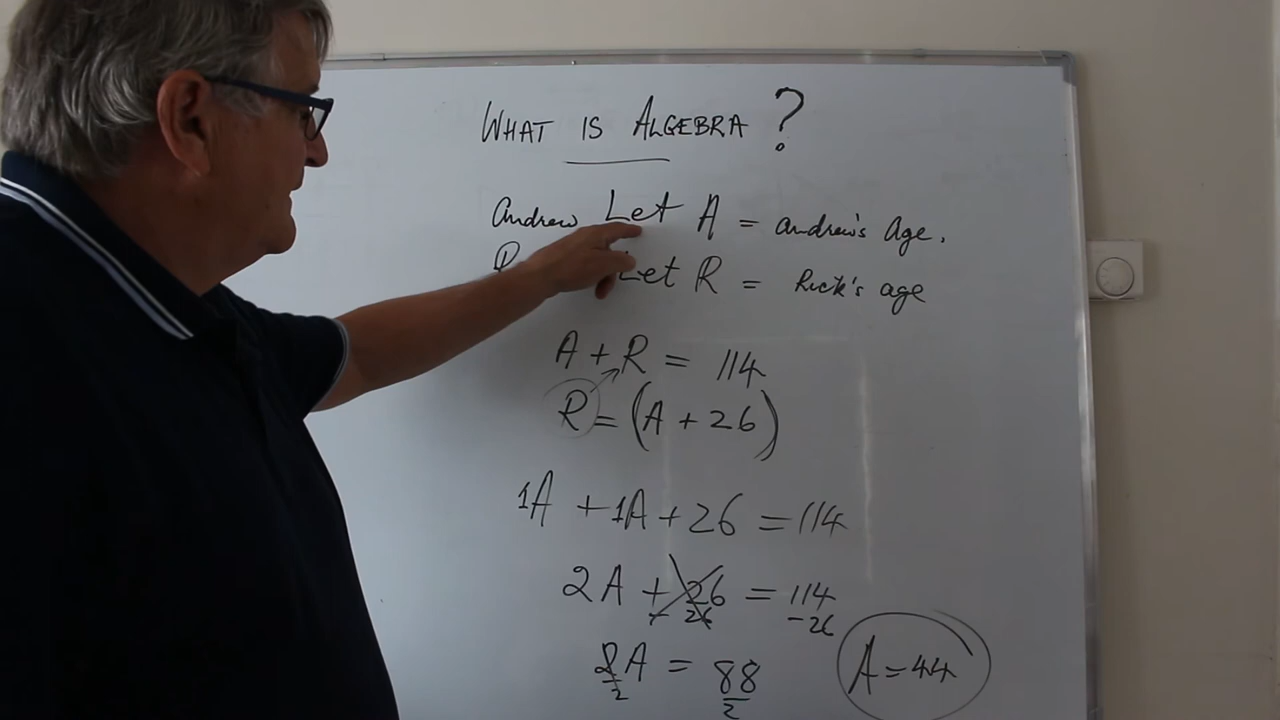 WHAT IS ALGEBRA ?
Andrew Let A = Andrew's Age.
R Let R = Rick's age
A + R = 114
R = (A + 26)
1A + 1A + 26 = 114
2A + 26 = 114
- 26 -26
2A = 88
2 2
A = 44